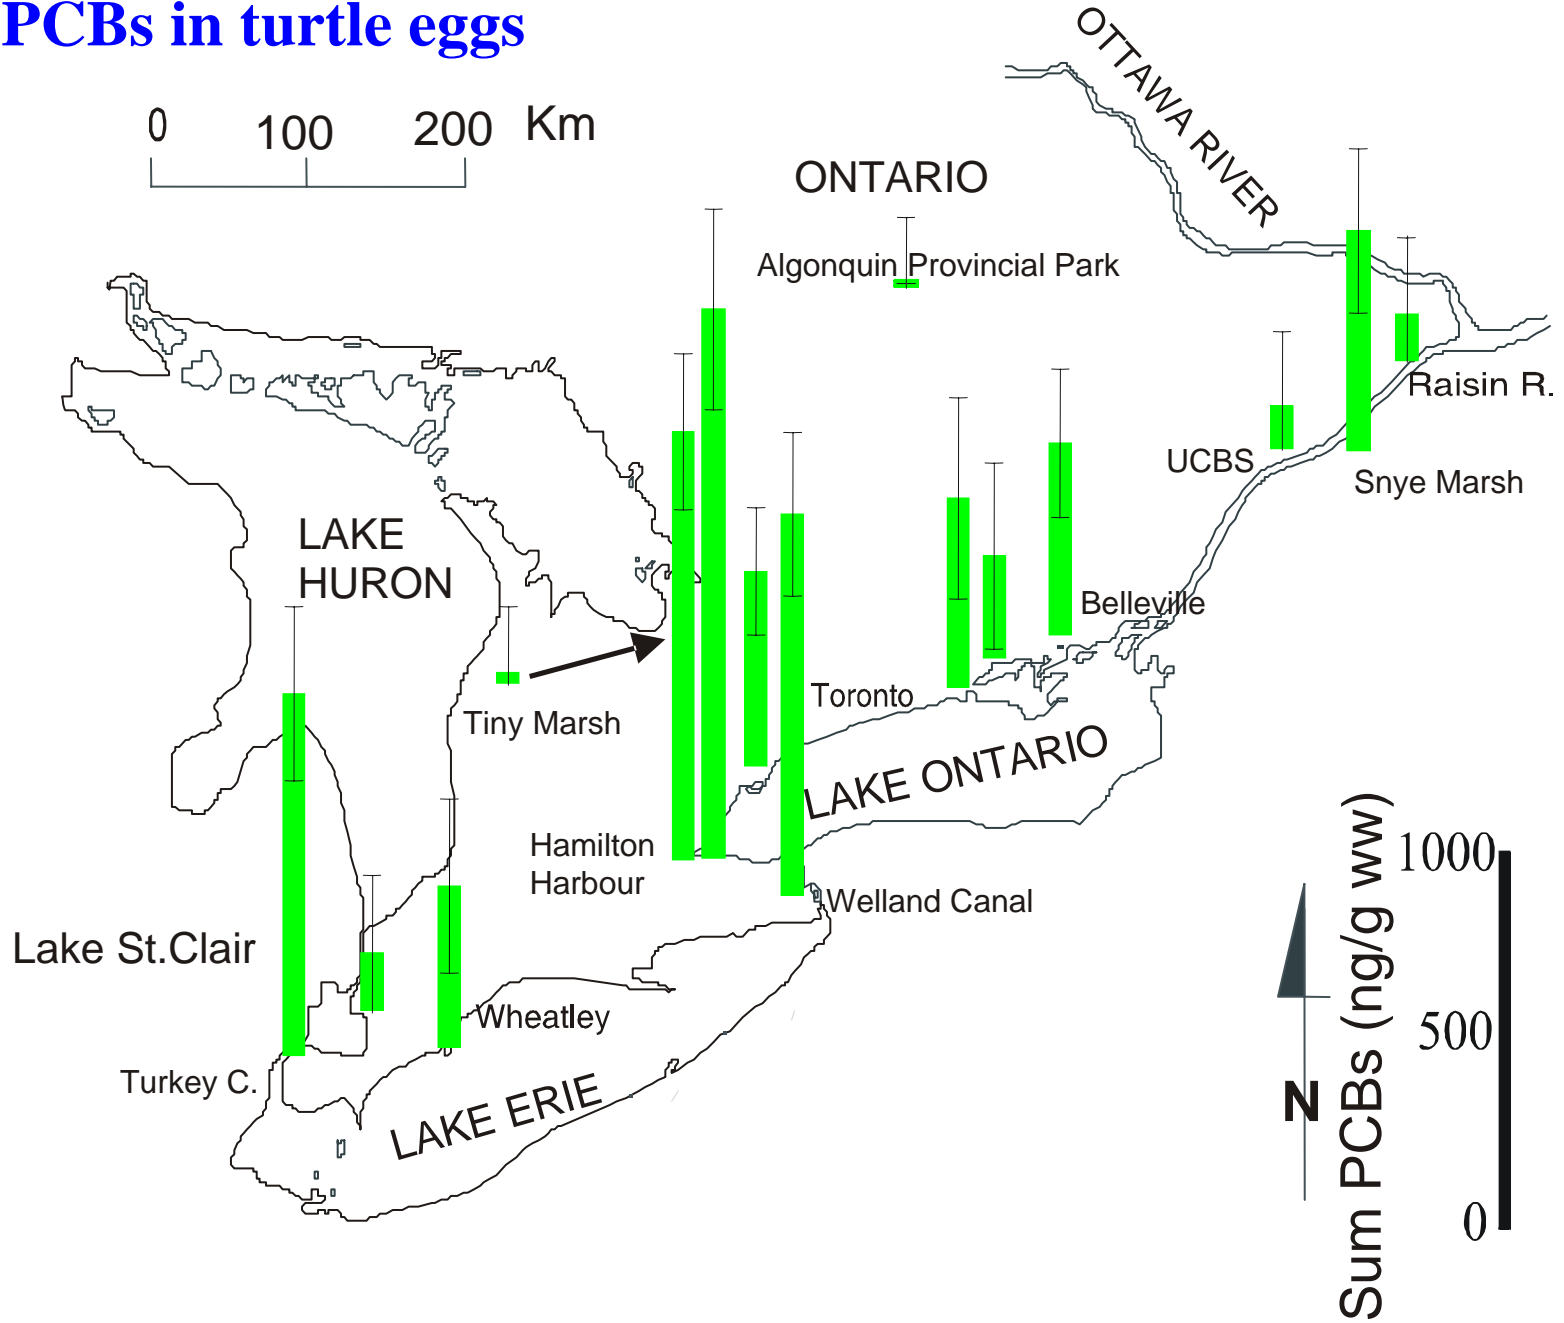 PCBs in turtle eggs
0 100 200 Km
OTTAWA RIVER
ONTARIO
Algonquin Provincial Park
Raisin R.
UCBS
Snye Marsh
LAKE
HURON
Belleville
Tiny Marsh
Toronto
LAKE ONTARIO
Hamilton
Harbour
Welland Canal
Lake St.Clair
Wheatley
Turkey C.
LAKE ERIE
N
Sum PCBs (ng/g ww)
1000
500
0